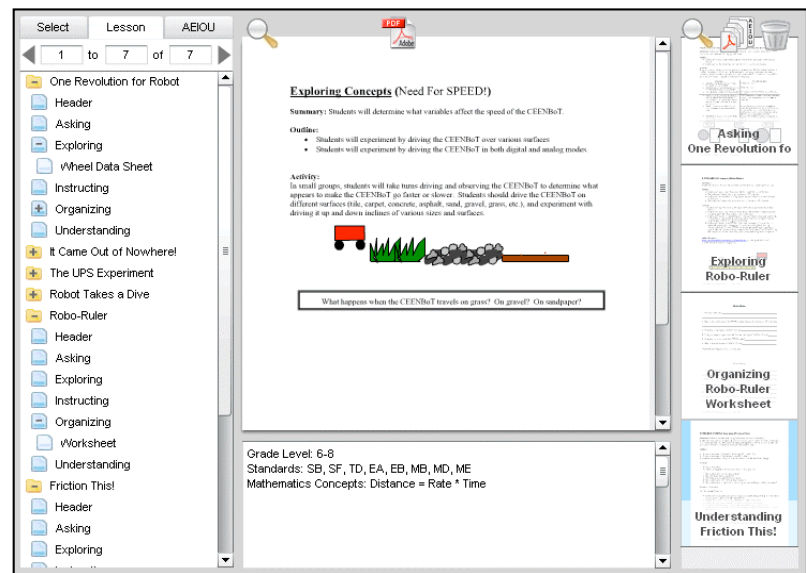 Select Lesson AEIOU
1 to 7 of 7
One Revolution for Robot
Header
Asking
Exploring
Wheel Data Sheet
Instructing
Organizing
Understanding
It Came Out of Nowhere!
The UPS Experiment
Robot Takes a Dive
Robo-Ruler
Header
Asking
Exploring
Instructing
Organizing
Worksheet
Understanding
Friction This!
Header
Asking
Exploring
PDF
Adobe
Exploring Concepts (Need For SPEED!)
Summary: Students will determine what variables affect the speed of the CEENBoT.
Outline:
• Students will experiment by driving the CEENBoT over various surfaces
• Students will experiment by driving the CEENBoT in both digital and analog modes
Activity:
In small groups, students will take turns driving and observing the CEENBoT to determine what
appears to make the CEENBoT go faster or slower. Students should drive the CEENBoT on
different surfaces (tile, carpet, concrete, asphalt, sand, gravel, grass, etc.), and experiment with
driving it up and down inclines of various sizes and surfaces.
What happens when the CEENBoT travels on grass? On gravel? On sandpaper?
Grade Level: 6-8
Standards: SB, SF, TD, EA, EB, MB, MD, ME
Mathematics Concepts: Distance = Rate * Time
AEIOU
Asking
One Revolution fo
Exploring
Robo-Ruler
Organizing
Robo-Ruler
Worksheet
Understanding
Friction This!